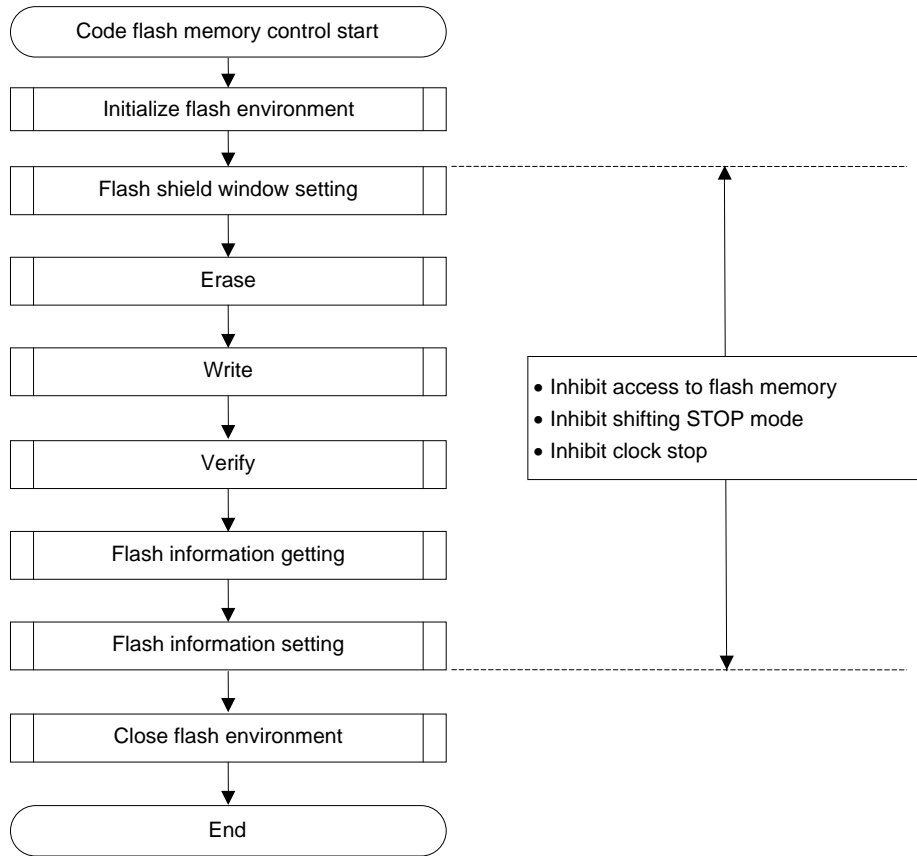 Code flash memory control start
Initialize flash environment
Flash shield window setting
Erase
Write
Verify
Flash information getting
Flash information setting
Close flash environment
End
• Inhibit access to flash memory
• Inhibit shifting STOP mode
• Inhibit clock stop